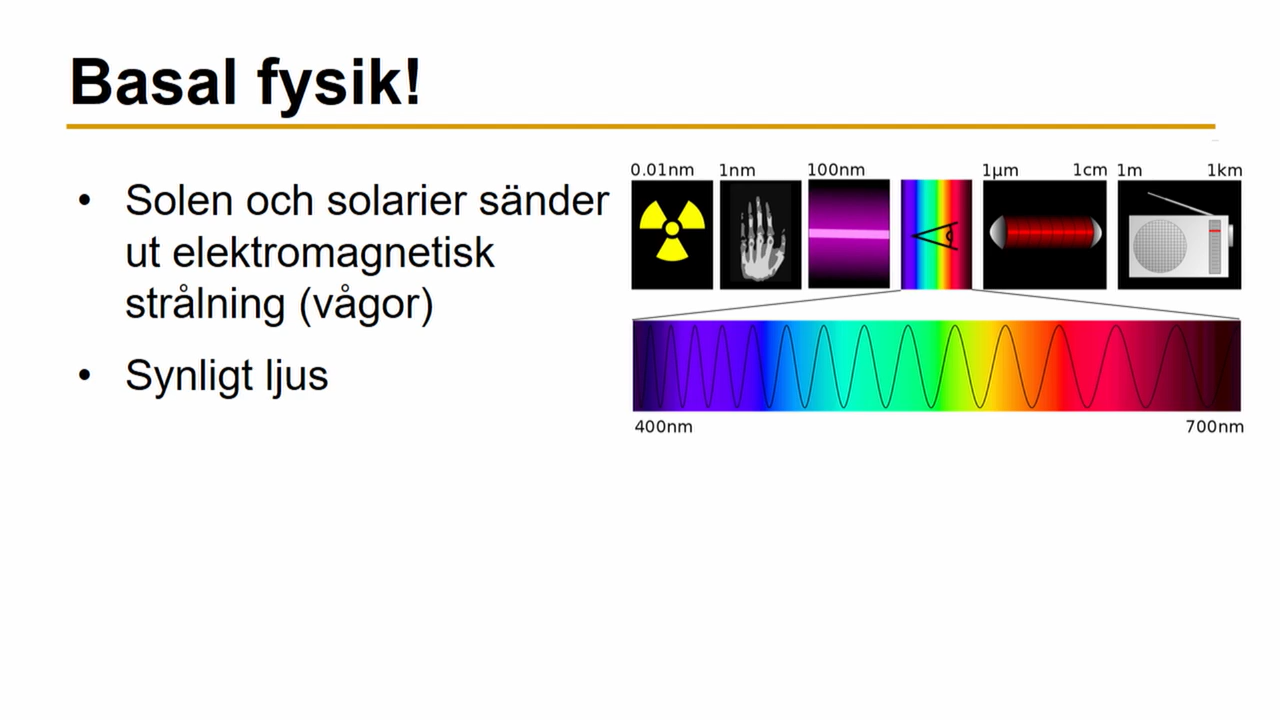 Basal fysik!
• Solen och solarier sänder
ut elektromagnetisk
strålning (vågor)
• Synligt ljus
0.01nm 1nm 100nm 1µm 1cm 1m 1km
400nm 700nm